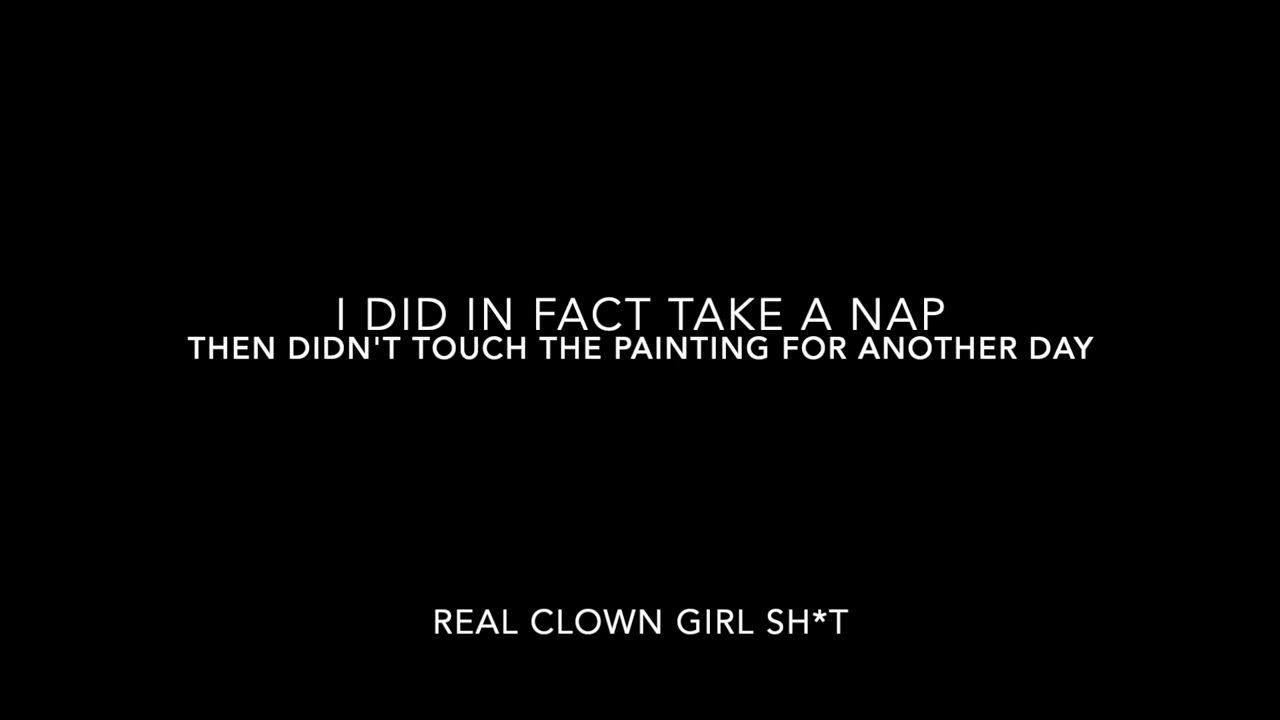 I DID IN FACT TAKE A NAP
THEN DIDN'T TOUCH THE PAINTING FOR ANOTHER DAY
REAL CLOWN GIRL SH*T